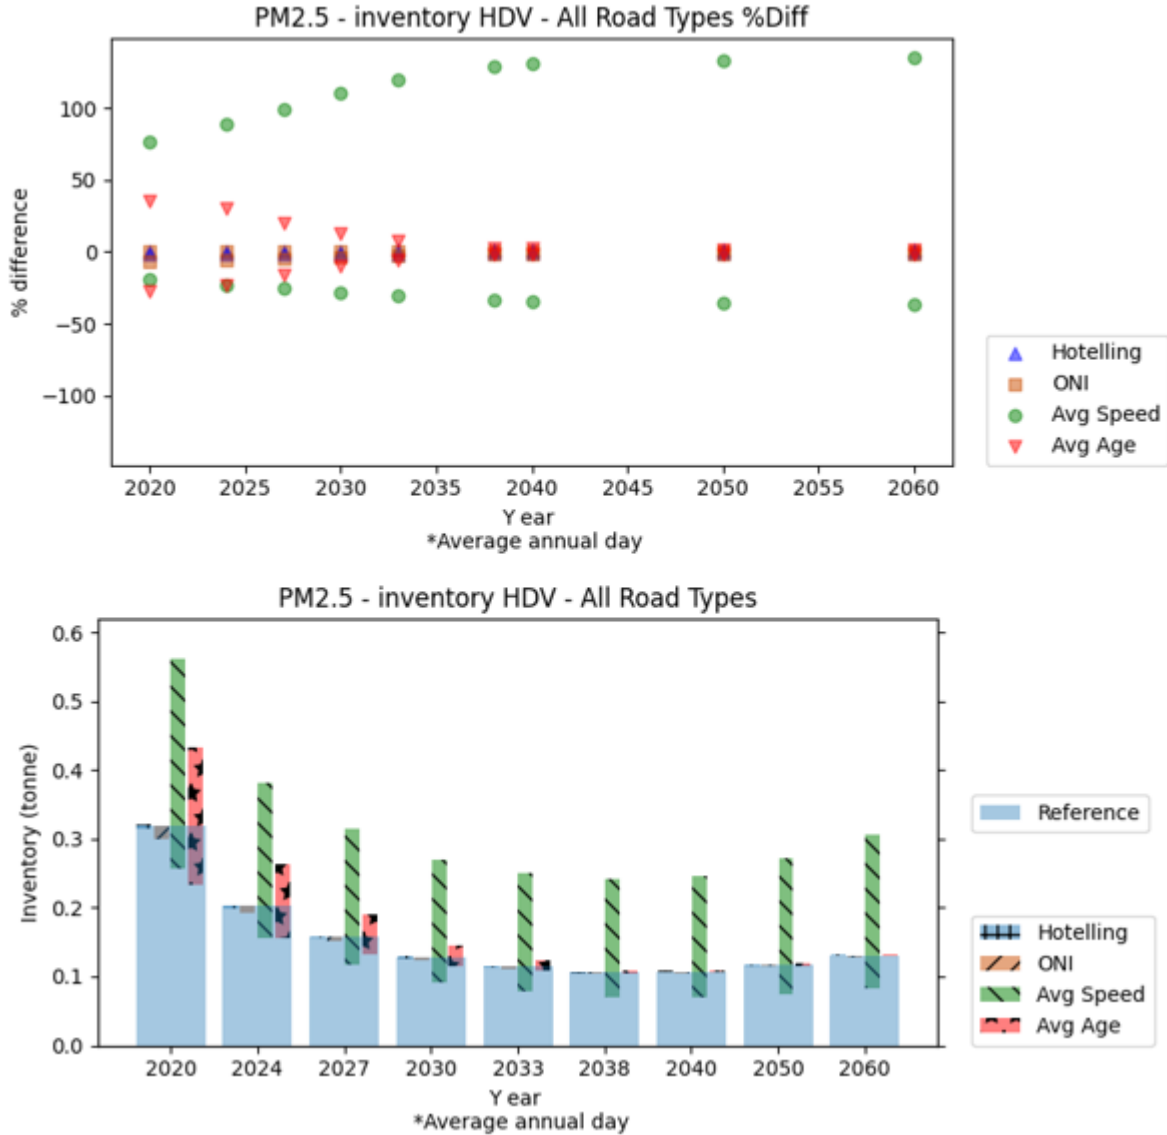 PM2.5 - inventory HDV - All Road Types %Diff
% difference
100
50
0
−50
−100
2020 2025 2030 2035 2040 2045 2050 2055 2060
Y ear
*Average annual day
Hotelling
ONI
Avg Speed
Avg Age
PM2.5 - inventory HDV - All Road Types
Inventory (tonne)
0.6
0.5
0.4
0.3
0.2
0.1
0.0
2020 2024 2027 2030 2033 2038 2040 2050 2060
Y ear
*Average annual day
Reference
Hotelling
ONI
Avg Speed
Avg Age